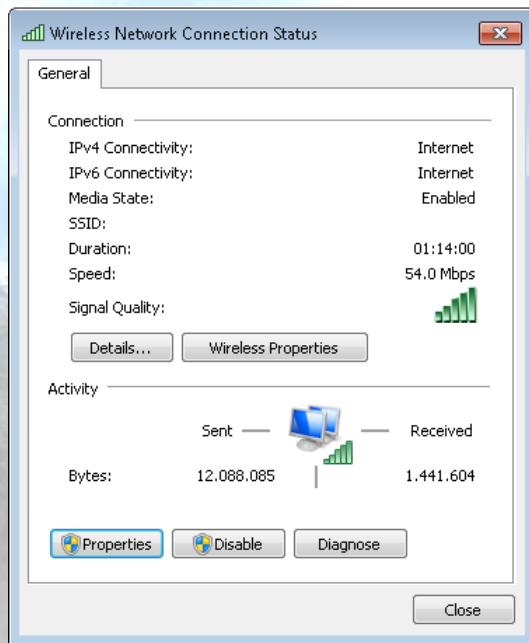 Wireless Network Connection Status
General
Connection
IPv4 Connectivity: Internet
IPv6 Connectivity: Internet
Media State: Enabled
SSID:
Duration: 01:14:00
Speed: 54.0 Mbps
Signal Quality:
Details... Wireless Properties
Activity
Sent Received
Bytes: 12.088.085 1.441.604
Properties Disable Diagnose
Close